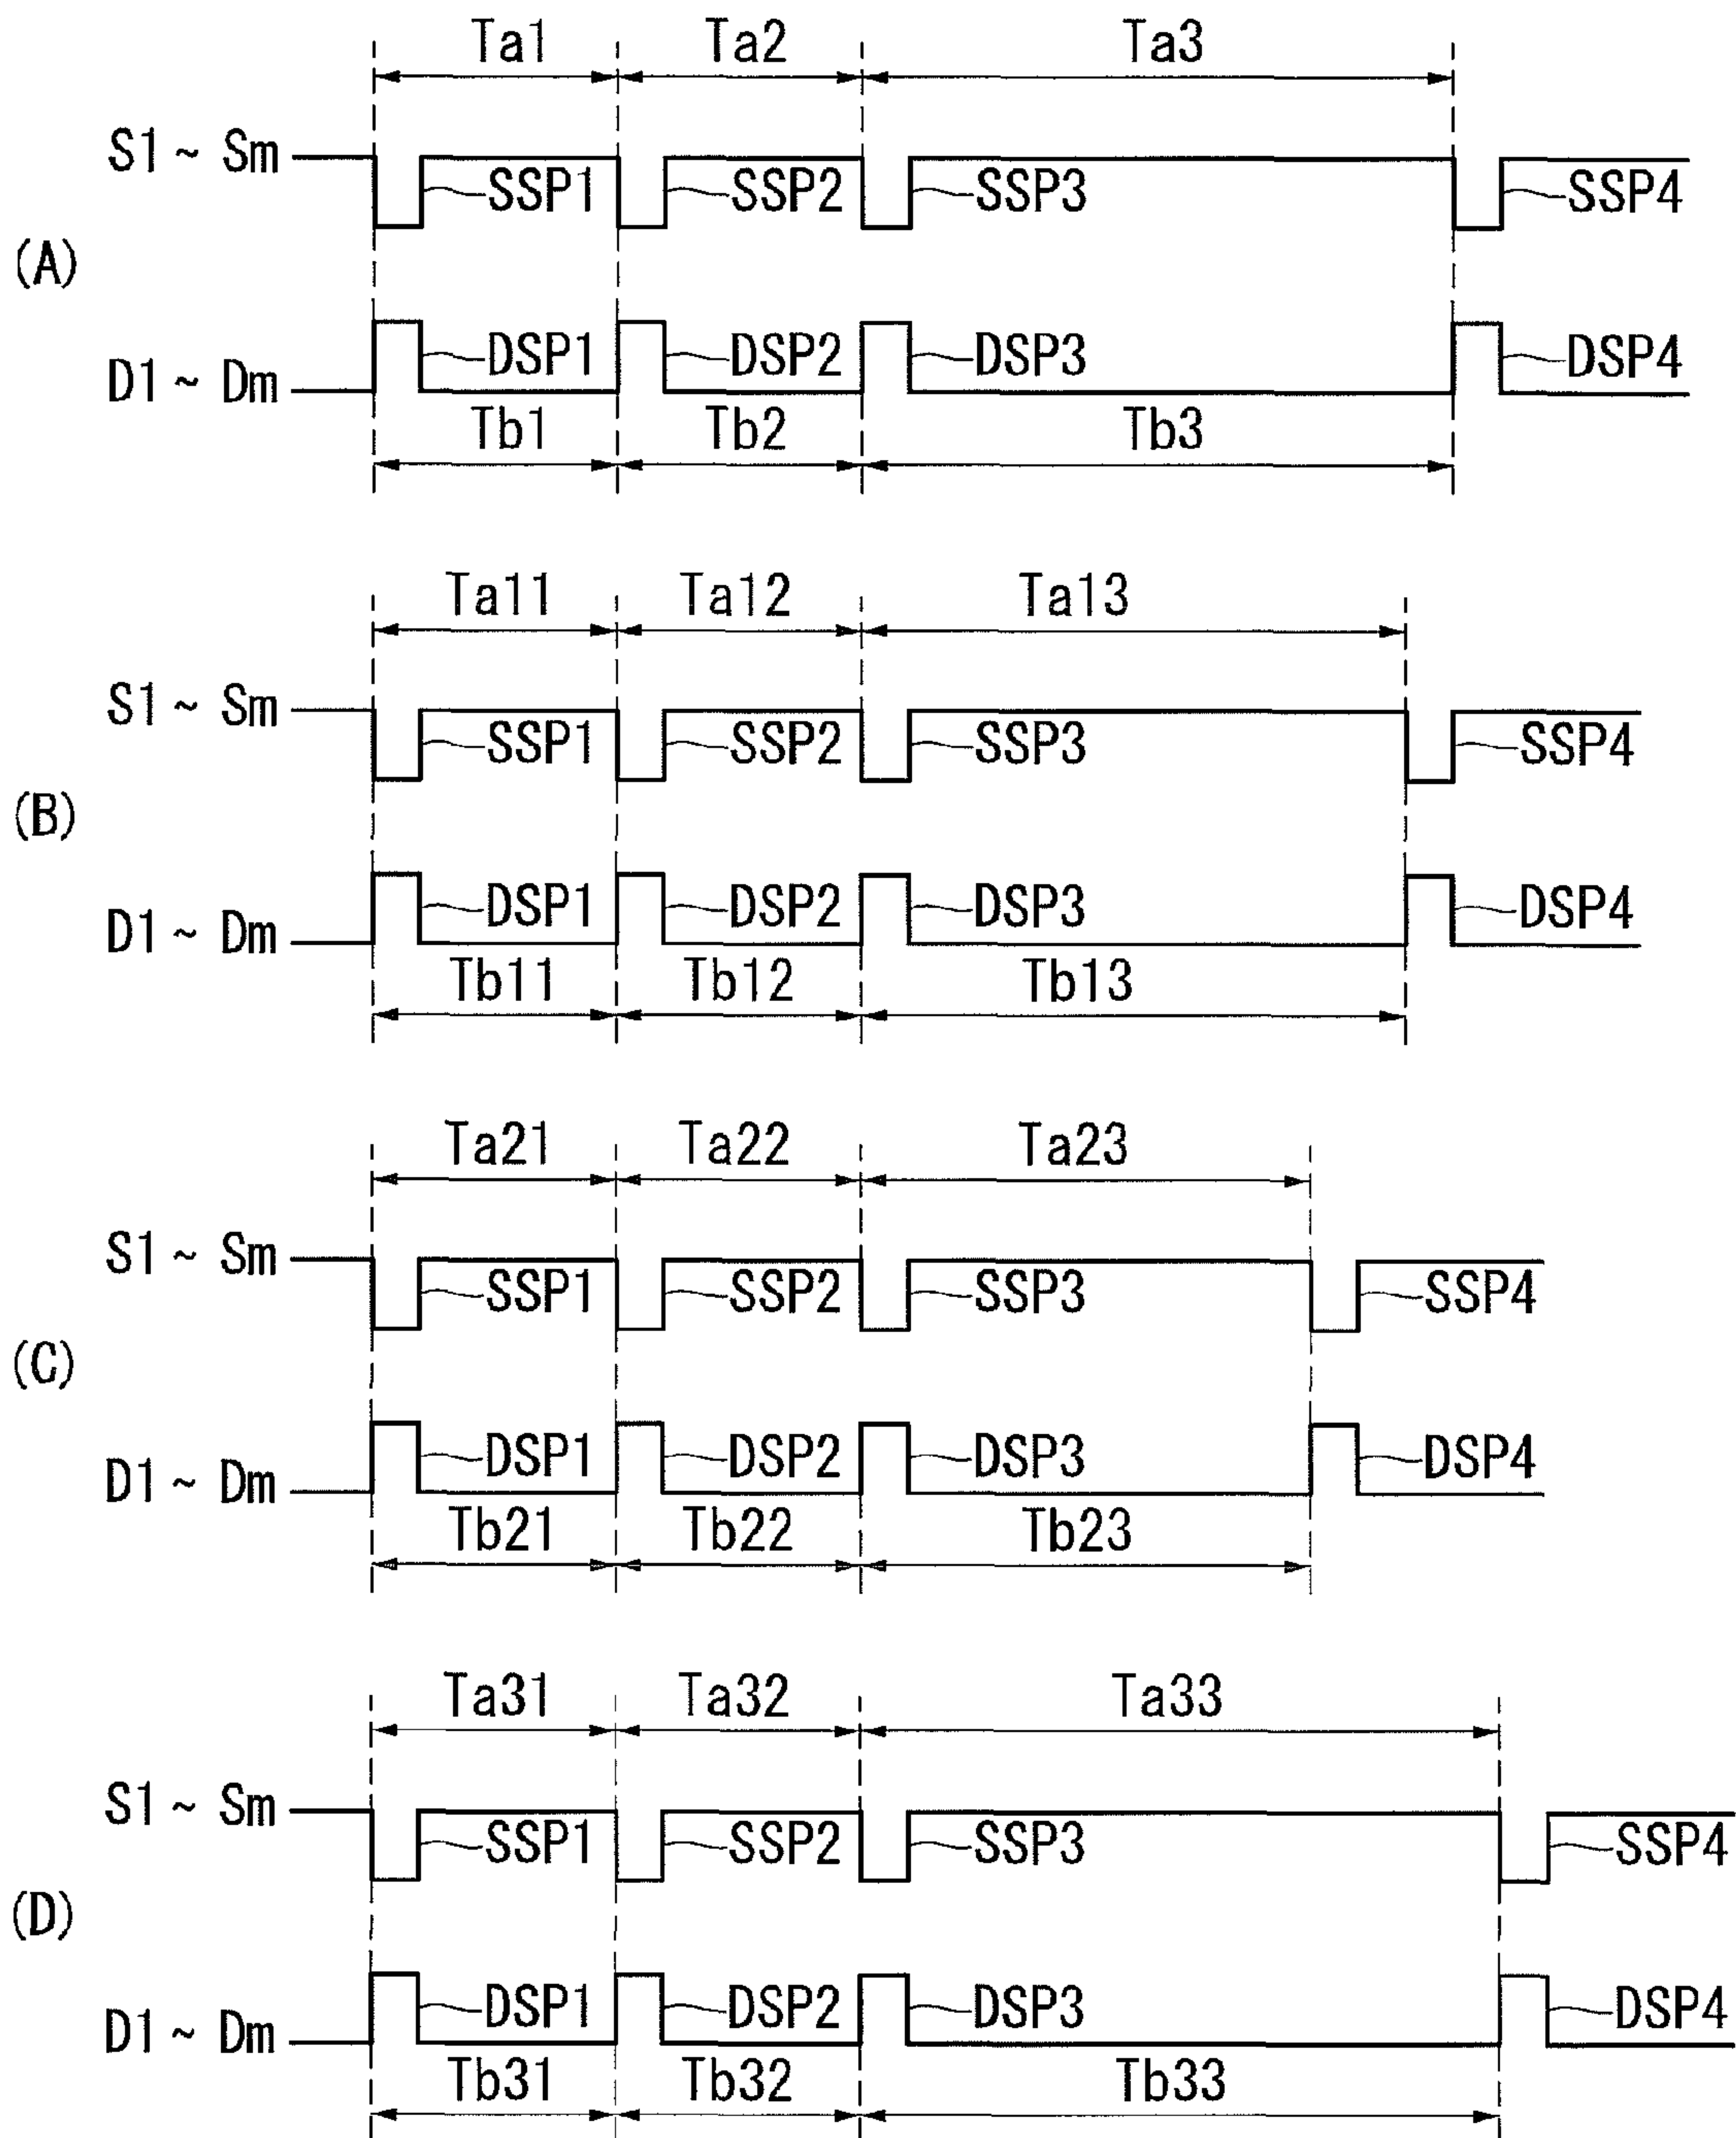 Ta1 Ta2 Ta3
S1 ~ Sm SSP1 SSP2 SSP3 SSP4
(A)
D1 ~ Dm DSP1 DSP2 DSP3 DSP4
Tb1 Tb2 Tb3
Ta11 Ta12 Ta13
S1 ~ Sm SSP1 SSP2 SSP3 SSP4
(B)
D1 ~ Dm DSP1 DSP2 DSP3 DSP4
Tb11 Tb12 Tb13
Ta21 Ta22 Ta23
S1 ~ Sm SSP1 SSP2 SSP3 SSP4
(C)
D1 ~ Dm DSP1 DSP2 DSP3 DSP4
Tb21 Tb22 Tb23
Ta31 Ta32 Ta33
S1 ~ Sm SSP1 SSP2 SSP3 SSP4
(D)
D1 ~ Dm DSP1 DSP2 DSP3 DSP4
Tb31 Tb32 Tb33